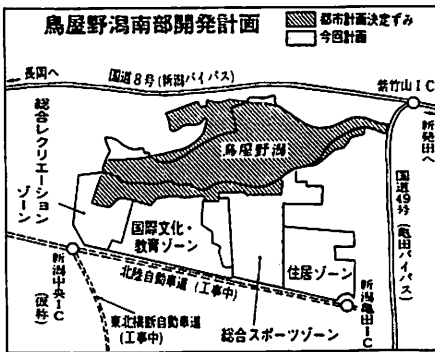 鳥屋野潟南部開発計画
都市計画決定ずみ
今回計画
←長岡へ
国道8号(新潟バイパス)
紫竹山IC
新発田へ→
総合レクリエーションゾーン
鳥屋野潟
国道49号(亀田バイパス)
国際文化・
教育ゾーン
住居ゾーン
北陸自動車道(工事中)
新潟中央IC
(仮称)
新潟亀田IC
東北横断自動車道
(工事中)
総合スポーツゾーン